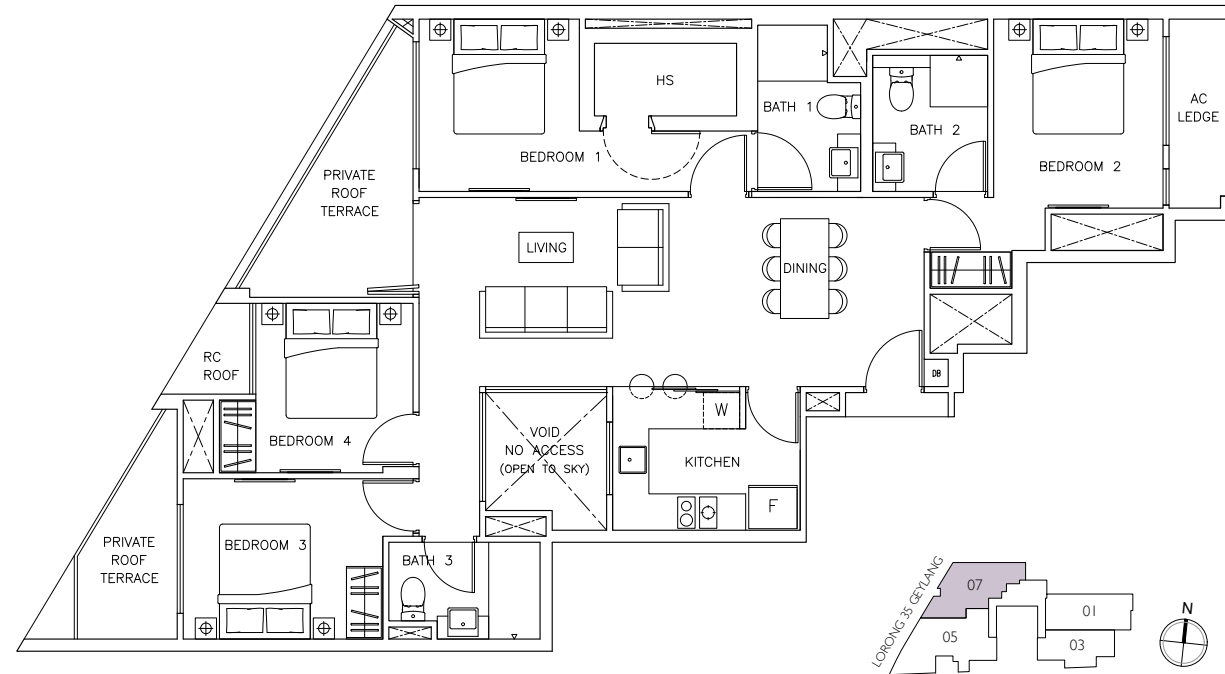 HS
BATH 1
BATH 2
AC
LEDGE
BEDROOM 1
BEDROOM 2
PRIVATE
ROOF
TERRACE
LIVING
DINING
RC
ROOF
DB
W
VOID
NO ACCESS
(OPEN TO SKY)
BEDROOM 4
KITCHEN
F
PRIVATE
ROOF
TERRACE
BEDROOM 3
BATH 3
LORONG 35 GEYLANG
07
01
05
03
N